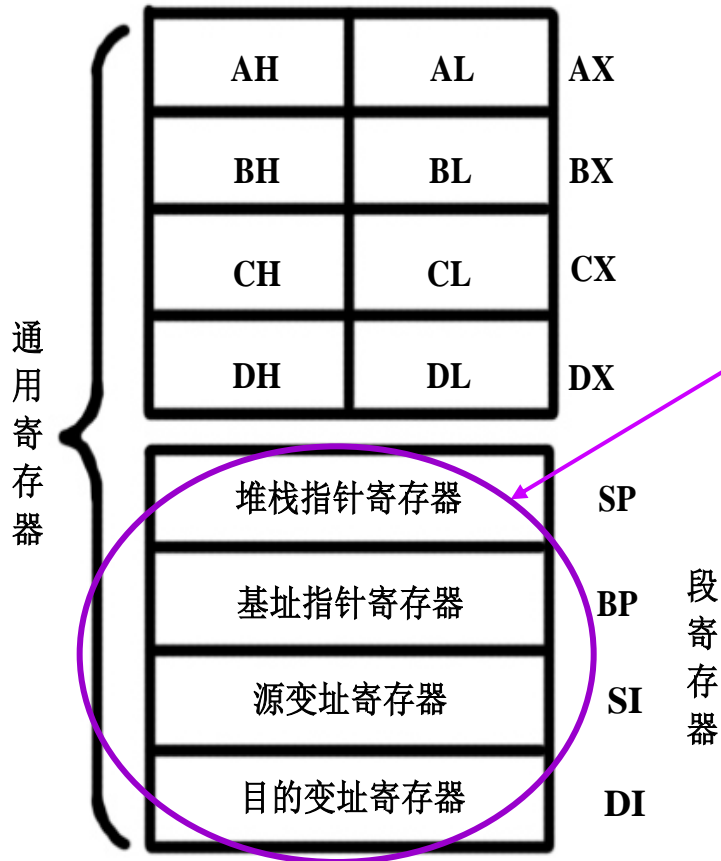 通用寄存器
AH AL AX
BH BL BX
CH CL CX
DH DL DX
堆栈指针寄存器 SP
基址指针寄存器 BP
源变址寄存器 SI
目的变址寄存器 DI
段寄存器